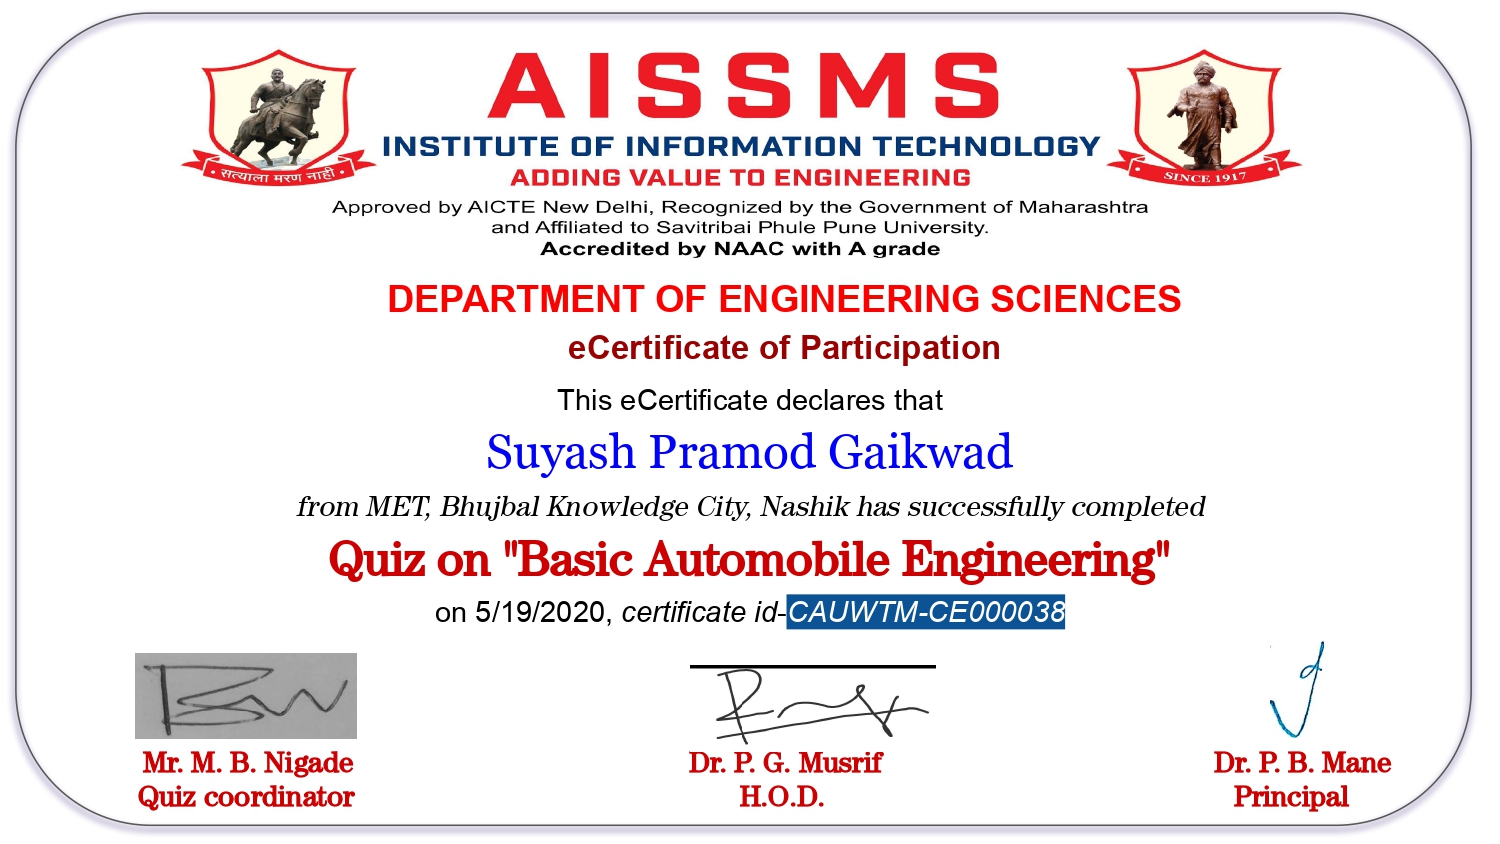 AISSMS
INSTITUTE OF INFORMATION TECHNOLOGY
ADDING VALUE TO ENGINEERING
सत्याला मरण नाही
SINCE 1917
Approved by AICTE New Delhi, Recognized by the Government of Maharashtra
and Affiliated to Savitribai Phule Pune University.
Accredited by NAAC with A grade
DEPARTMENT OF ENGINEERING SCIENCES
eCertificate of Participation
This eCertificate declares that
Suyash Pramod Gaikwad
from MET, Bhujbal Knowledge City, Nashik has successfully completed
Quiz on "Basic Automobile Engineering"
on 5/19/2020, certificate id-CAUWTM-CE000038
Mr. M. B. Nigade
Quiz coordinator
Dr. P. G. Musrif
H.O.D.
Dr. P. B. Mane
Principal